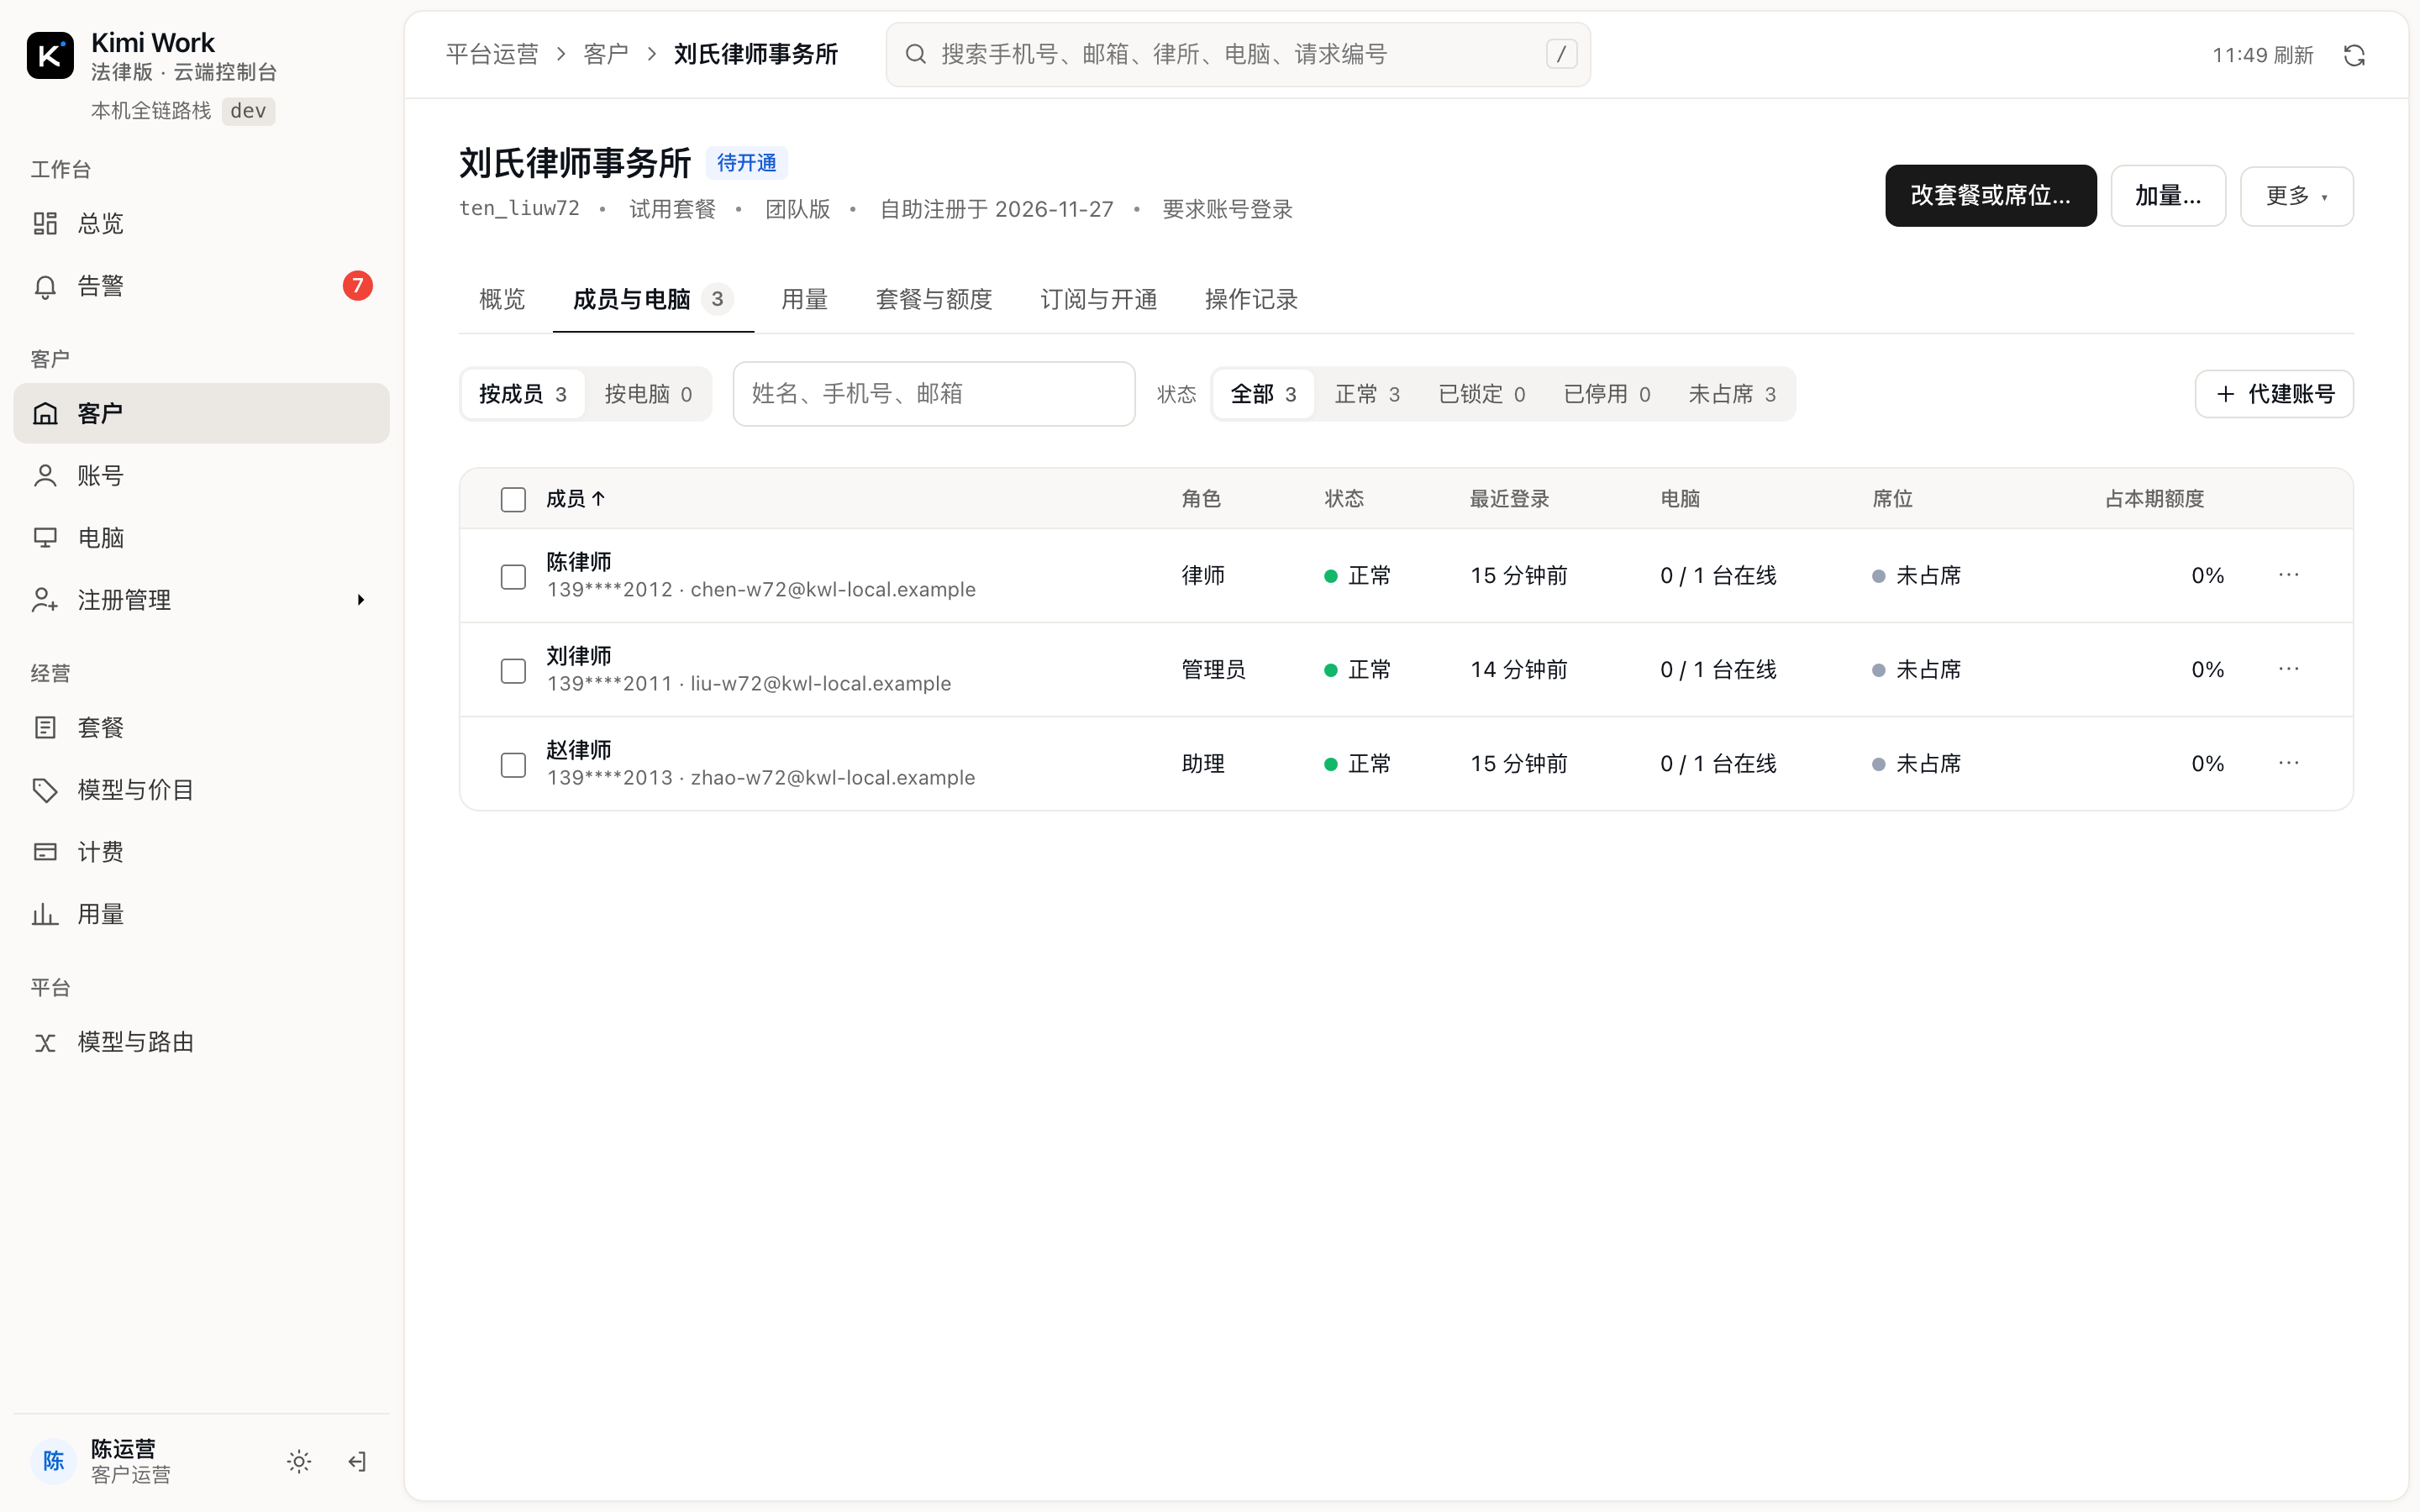 Kimi Work
法律版 · 云端控制台
本机全链路栈 dev
工作台
总览
告警 7
客户
客户
账号
电脑
注册管理
经营
套餐
模型与价目
计费
用量
平台
模型与路由
陈 陈运营
客户运营
平台运营 > 客户 > 刘氏律师事务所
搜索手机号、邮箱、律所、电脑、请求编号 /
11:49 刷新
刘氏律师事务所 待开通
ten_liuw72 • 试用套餐 • 团队版 • 自助注册于 2026-11-27 • 要求账号登录
改套餐或席位... 加量... 更多 ▾
概览 成员与电脑 3 用量 套餐与额度 订阅与开通 操作记录
按成员 3 按电脑 0 姓名、手机号、邮箱 状态 全部 3 正常 3 已锁定 0 已停用 0 未占席 3 + 代建账号
成员 ↑ 角色 状态 最近登录 电脑 席位 占本期额度
陈律师
139****2012 · chen-w72@kwl-local.example 律师 正常 15 分钟前 0 / 1 台在线 未占席 0% ···
刘律师
139****2011 · liu-w72@kwl-local.example 管理员 正常 14 分钟前 0 / 1 台在线 未占席 0% ···
赵律师
139****2013 · zhao-w72@kwl-local.example 助理 正常 15 分钟前 0 / 1 台在线 未占席 0% ···